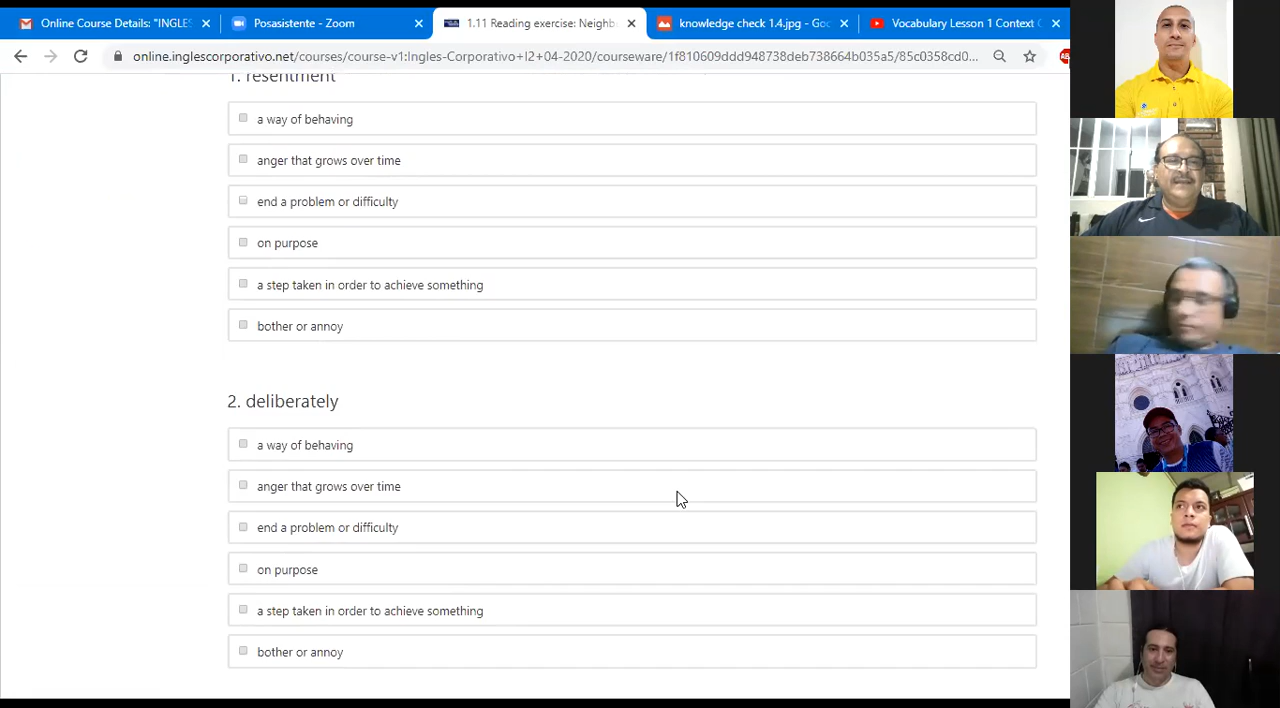 Online Course Details: "INGLES
Posasistente - Zoom
1.11 Reading exercise: Neighb
knowledge check 1.4.jpg - Goo
Vocabulary Lesson 1 Context C
online.inglescorporativo.net/courses/course-v1:Ingles-Corporativo+I2+04-2020/courseware/1f810609ddd948738deb738664b035a5/85c0358cd0...
1. resentment
a way of behaving
anger that grows over time
end a problem or difficulty
on purpose
a step taken in order to achieve something
bother or annoy
2. deliberately
a way of behaving
anger that grows over time
end a problem or difficulty
on purpose
a step taken in order to achieve something
bother or annoy